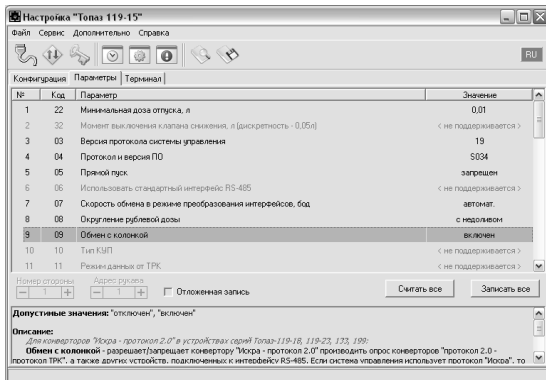 Настройка "Топаз 119-15"
Файл Сервис Дополнительно Справка
RU
Конфигурация Параметры Терминал
№ Код Параметр Значение
1 22 Минимальная доза отпуска, л 0,01
2 32 Момент выключения клапана снижения, л (дискретность - 0,05л) < не поддерживается >
3 03 Версия протокола системы управления 19
4 04 Протокол и версия ПО S034
5 05 Прямой пуск запрещен
6 06 Использовать стандартный интерфейс RS-485 < не поддерживается >
7 07 Скорость обмена в режиме преобразования интерфейсов, бод автомат.
8 08 Округление рублевой дозы с недоливом
9 09 Обмен с колонкой включен
10 10 Тип КУП < не поддерживается >
11 11 Режим данных от ТРК < не поддерживается >
Номер стороны Адрес рукава
1 1 Отложенная запись Считать все Записать все
Допустимые значения: "отключен", "включен"
Описание:
Для конверторов "Искра - протокол 2.0" в устройствах серий Топаз-119-18, 119-23, 133, 199:
Обмен с колонкой - разрешает/запрещает конвертору "Искра - протокол 2.0" производить опрос конверторов "протокол 2.0 -
протокол ТРК", а также других устройств, подключенных к интерфейсу RS-485. Если система управления использует протокол "Искра", то